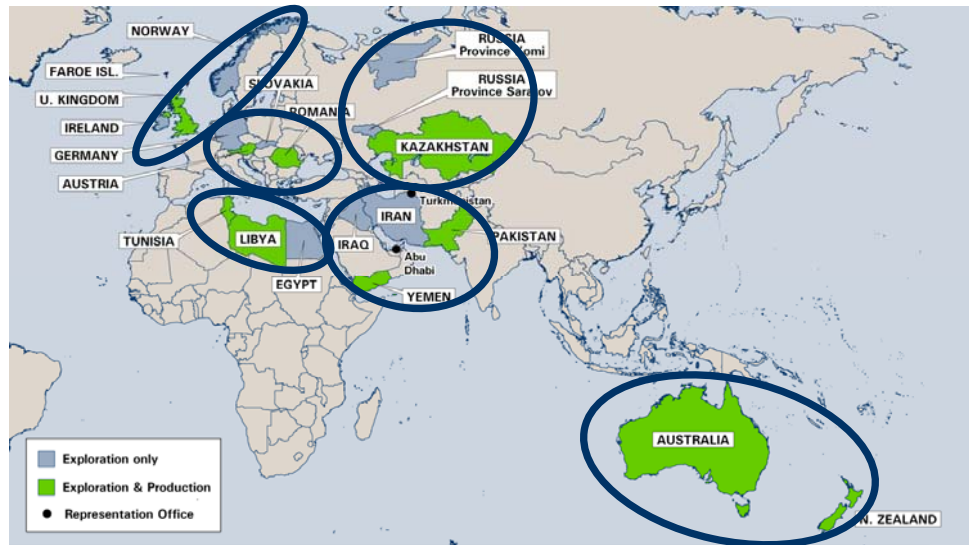 NORWAY
RUSSIA
Province Komi
FAROE ISL.
SLOVAKIA
RUSSIA
Province Saratov
U. KINGDOM
ROMANIA
IRELAND
KAZAKHSTAN
GERMANY
AUSTRIA
Turkmenistan
IRAN
TUNISIA
LIBYA
IRAQ
PAKISTAN
Abu
Dhabi
EGYPT
YEMEN
AUSTRALIA
N. ZEALAND
Exploration only
Exploration & Production
Representation Office